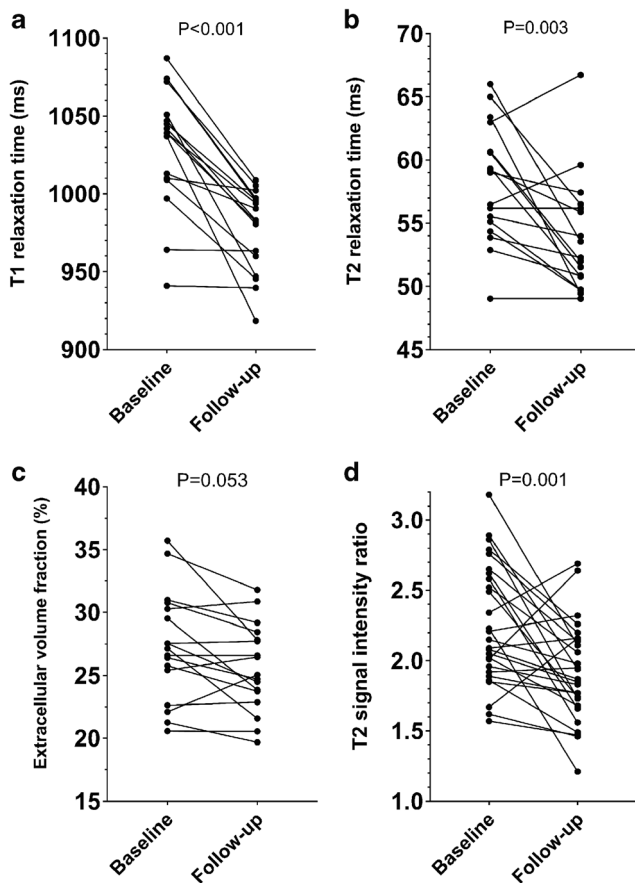 a
P<0.001
T1 relaxation time (ms)
1100
1050
1000
950
900
Baseline
Follow-up
b
P=0.003
T2 relaxation time (ms)
70
65
60
55
50
45
Baseline
Follow-up
c
P=0.053
Extracellular volume fraction (%)
40
35
30
25
20
15
Baseline
Follow-up
d
P=0.001
T2 signal intensity ratio
3.0
2.5
2.0
1.5
1.0
Baseline
Follow-up